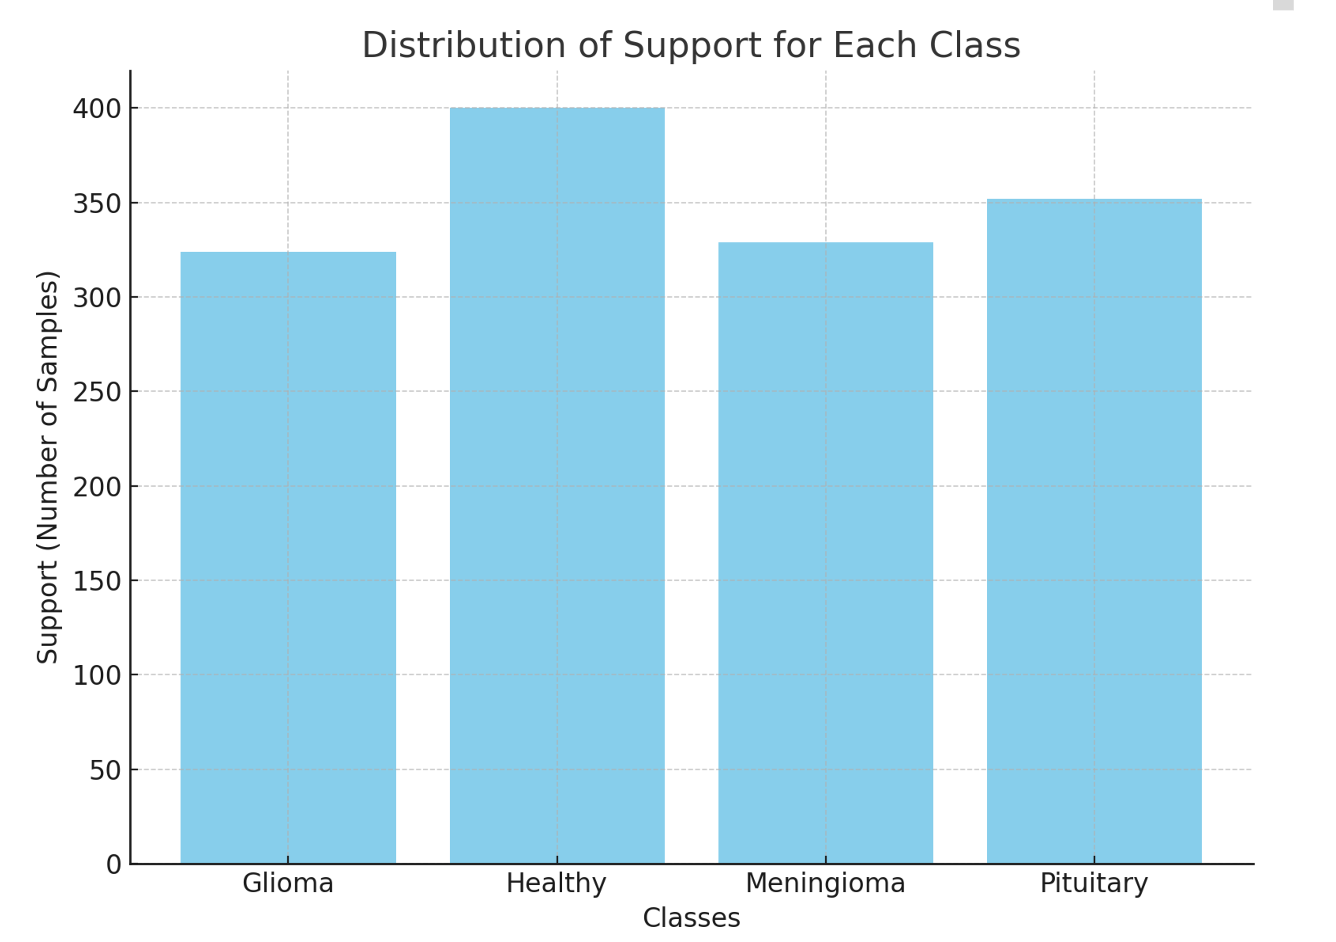 Distribution of Support for Each Class
400
350
300
250
200
150
100
50
0
Support (Number of Samples)
Glioma Healthy Meningioma Pituitary
Classes